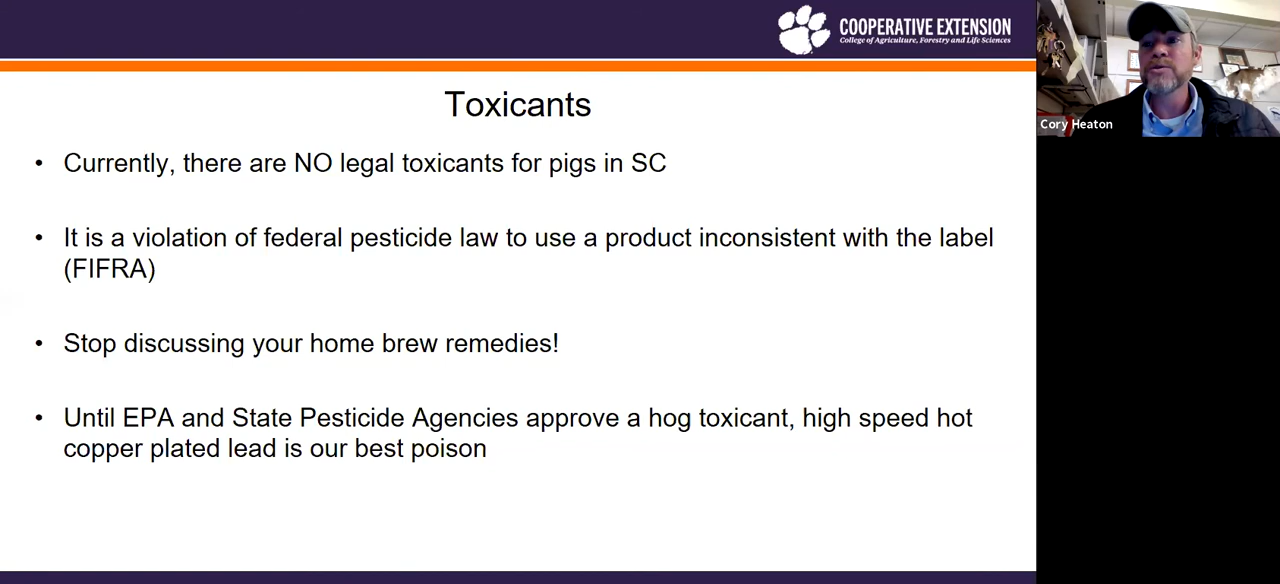 COOPERATIVE EXTENSION
College of Agriculture, Forestry and Life Sciences
Cory Heaton
Toxicants
• Currently, there are NO legal toxicants for pigs in SC
• It is a violation of federal pesticide law to use a product inconsistent with the label
(FIFRA)
• Stop discussing your home brew remedies!
• Until EPA and State Pesticide Agencies approve a hog toxicant, high speed hot
copper plated lead is our best poison